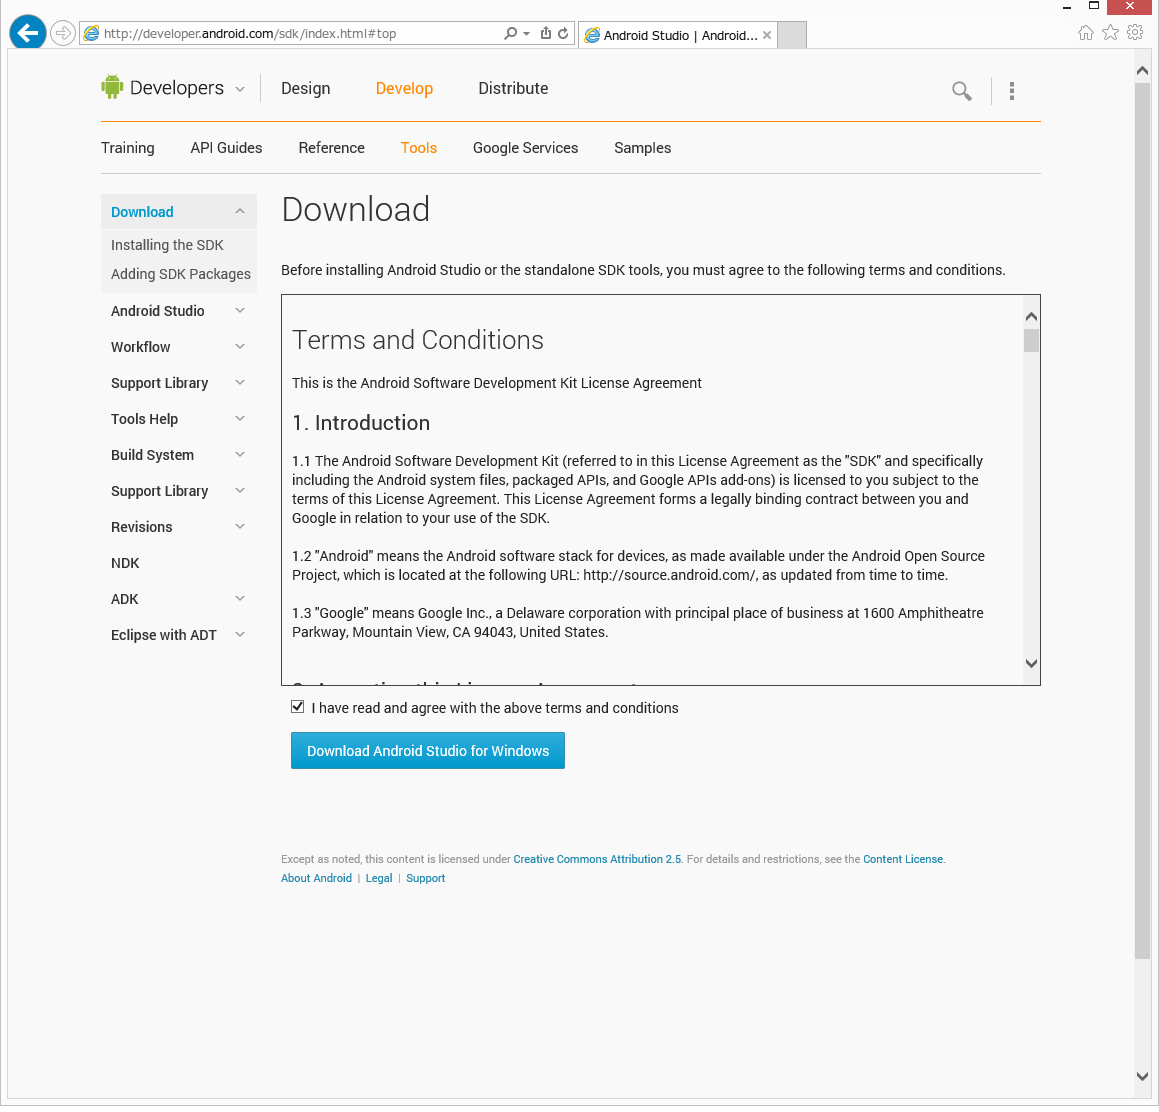 http://developer.android.com/sdk/index.html#top
Android Studio | Android...
Developers
Design
Develop
Distribute
Training
API Guides
Reference
Tools
Google Services
Samples
Download
Installing the SDK
Adding SDK Packages
Android Studio
Workflow
Support Library
Tools Help
Build System
Support Library
Revisions
NDK
ADK
Eclipse with ADT
Download
Before installing Android Studio or the standalone SDK tools, you must agree to the following terms and conditions.
Terms and Conditions
This is the Android Software Development Kit License Agreement
1. Introduction
1.1 The Android Software Development Kit (referred to in this License Agreement as the "SDK" and specifically
including the Android system files, packaged APIs, and Google APIs add-ons) is licensed to you subject to the
terms of this License Agreement. This License Agreement forms a legally binding contract between you and
Google in relation to your use of the SDK.
1.2 "Android" means the Android software stack for devices, as made available under the Android Open Source
Project, which is located at the following URL: http://source.android.com/, as updated from time to time.
1.3 "Google" means Google Inc., a Delaware corporation with principal place of business at 1600 Amphitheatre
Parkway, Mountain View, CA 94043, United States.
I have read and agree with the above terms and conditions
Download Android Studio for Windows
Except as noted, this content is licensed under Creative Commons Attribution 2.5. For details and restrictions, see the Content License.
About Android | Legal | Support